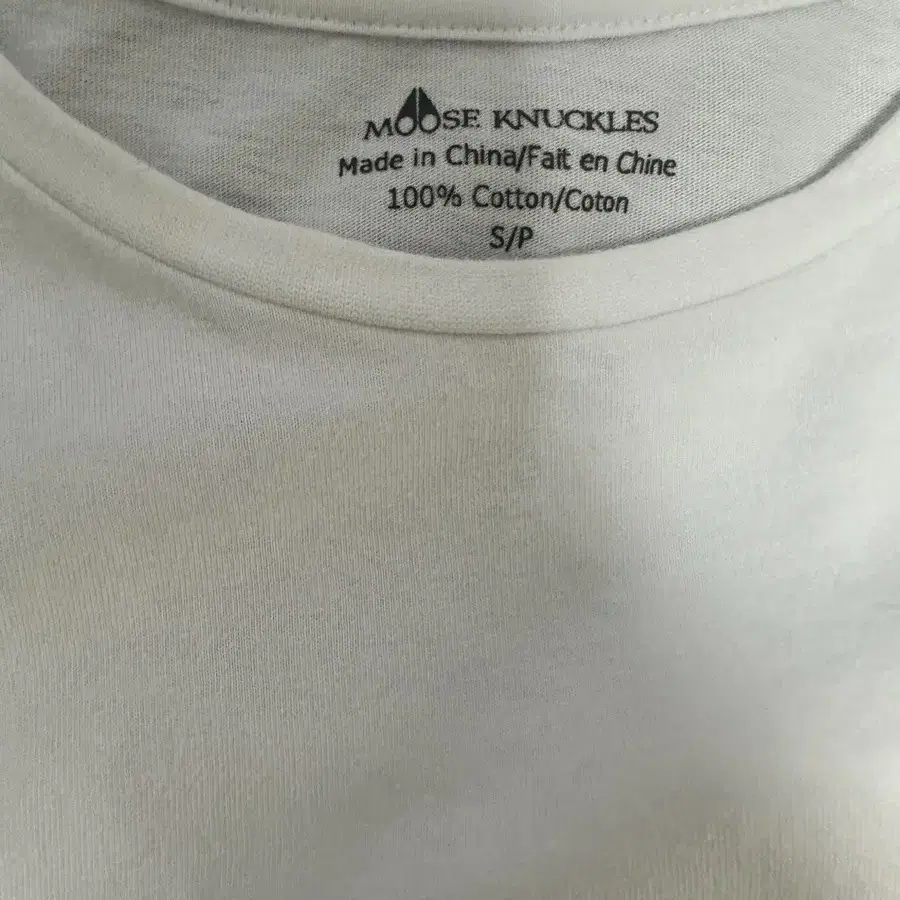 MOOSE KNUCKLES
Made in China/Fait en Chine
100% Cotton/Coton
S/P